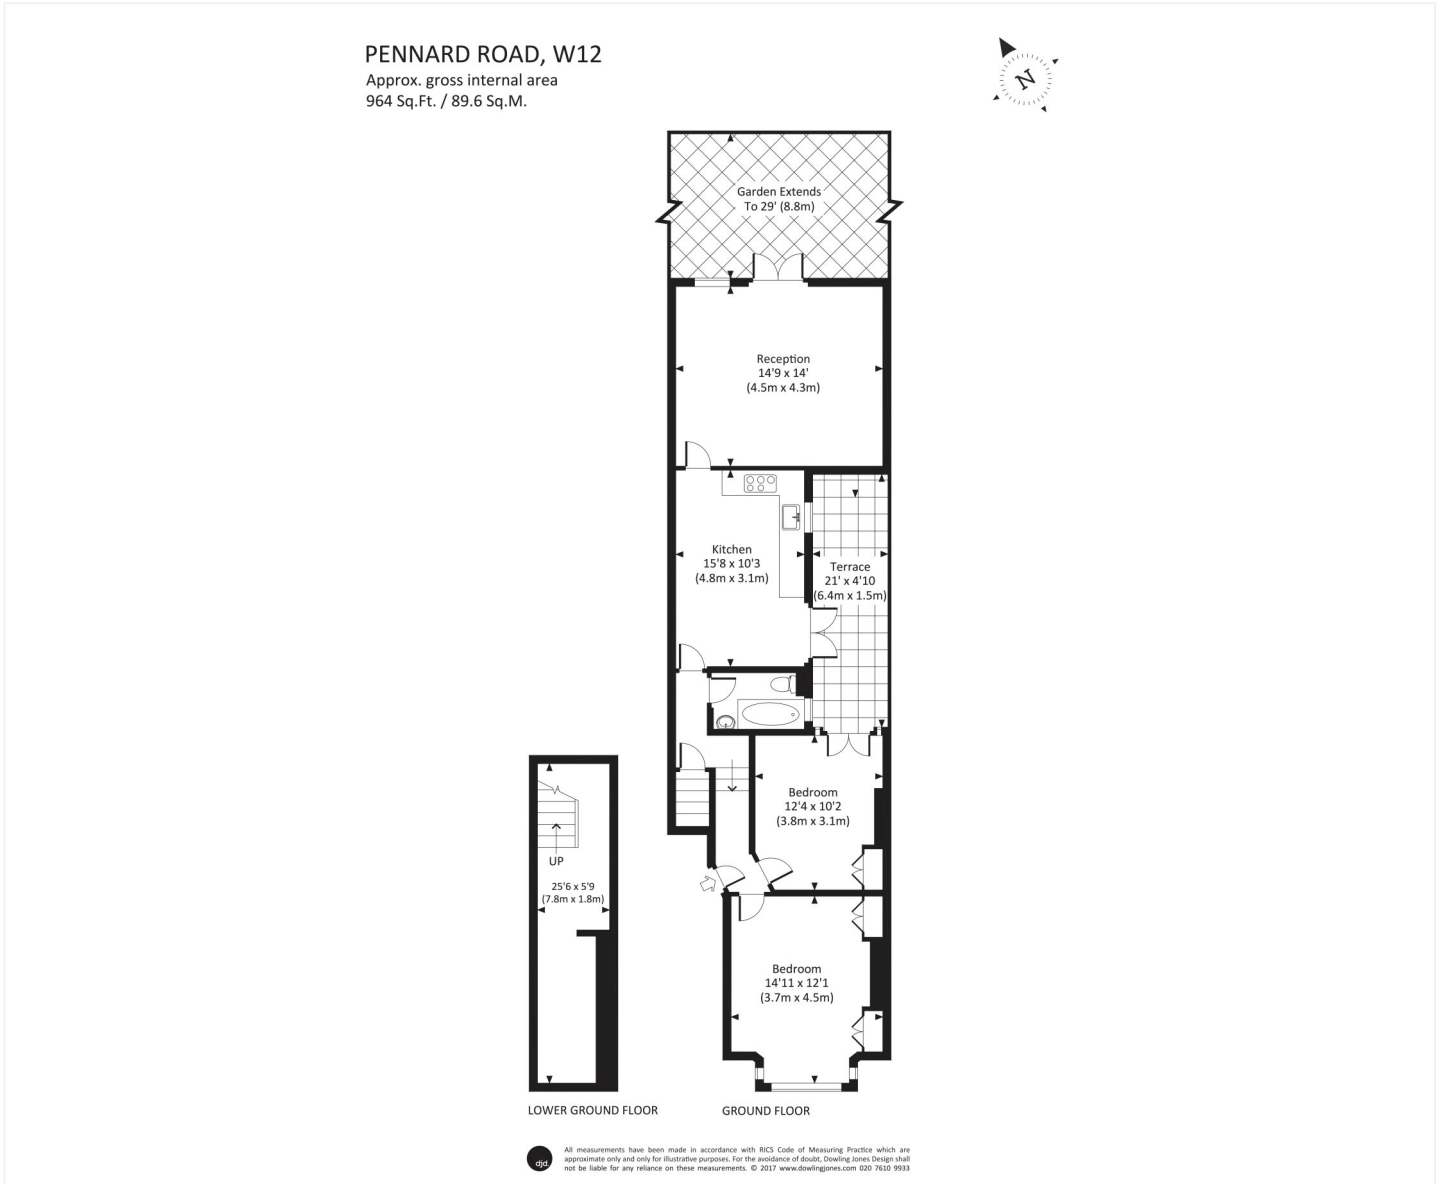 PENNARD ROAD, W12
Approx. gross internal area
964 Sq.Ft. / 89.6 Sq.M.
N
Garden Extends
To 29' (8.8m)
Reception
14'9 x 14'
(4.5m x 4.3m)
Kitchen
15'8 x 10'3
(4.8m x 3.1m)
Terrace
21' x 4'10
(6.4m x 1.5m)
Bedroom
12'4 x 10'2
(3.8m x 3.1m)
UP
25'6 x 5'9
(7.8m x 1.8m)
Bedroom
14'11 x 12'1
(3.7m x 4.5m)
LOWER GROUND FLOOR
GROUND FLOOR
djd.
All measurements have been made in accordance with RICS Code of Measuring Practice which are
approximate only and only for illustrative purposes. For the avoidance of doubt, Dowling Jones Design shall
not be liable for any reliance on these measurements. © 2017 www.dowlingjones.com 020 7610 9933